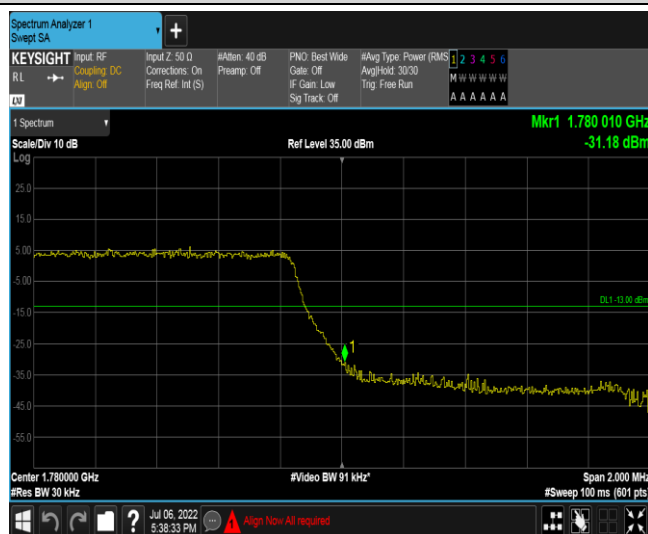 Spectrum Analyzer 1
Swept SA
+
KEYSIGHT
RL
LXI
Input: RF
Coupling: DC
Align: Off
Input Z: 50 Ω
Corrections: On
Freq Ref: Int (S)
#Atten: 40 dB
Preamp: Off
PNO: Best Wide
Gate: Off
IF Gain: Low
Sig Track: Off
#Avg Type: Power (RMS
Avg|Hold: 30/30
Trig: Free Run
1 2 3 4 5 6
M W W W W W
A A A A A A
1 Spectrum
Mkr1 1.780 010 GHz
Scale/Div 10 dB
Ref Level 35.00 dBm
-31.18 dBm
Log
25.0
15.0
5.00
-5.00
DL1 -13.00 dBm
-15.0
-25.0
1
-35.0
-45.0
-55.0
Center 1.780000 GHz
#Video BW 91 kHz*
Span 2.000 MHz
#Res BW 30 kHz
#Sweep 100 ms (601 pts)
?
Jul 06, 2022
5:38:33 PM
Align Now All required